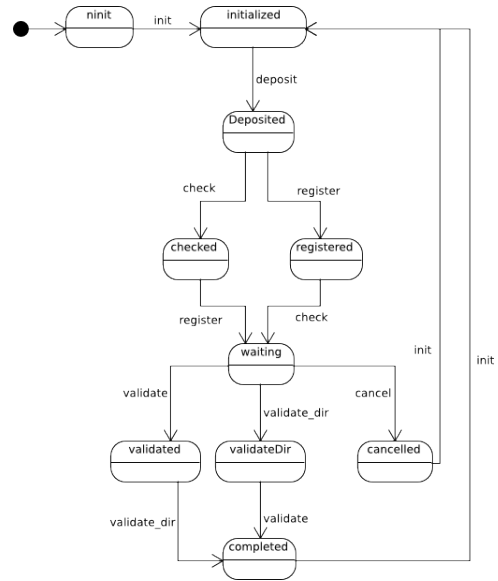 ninit
init
initialized
deposit
Deposited
check
register
checked
registered
register
check
waiting
init
init
validate
validate_dir
cancel
validated
validateDir
cancelled
validate_dir
validate
completed